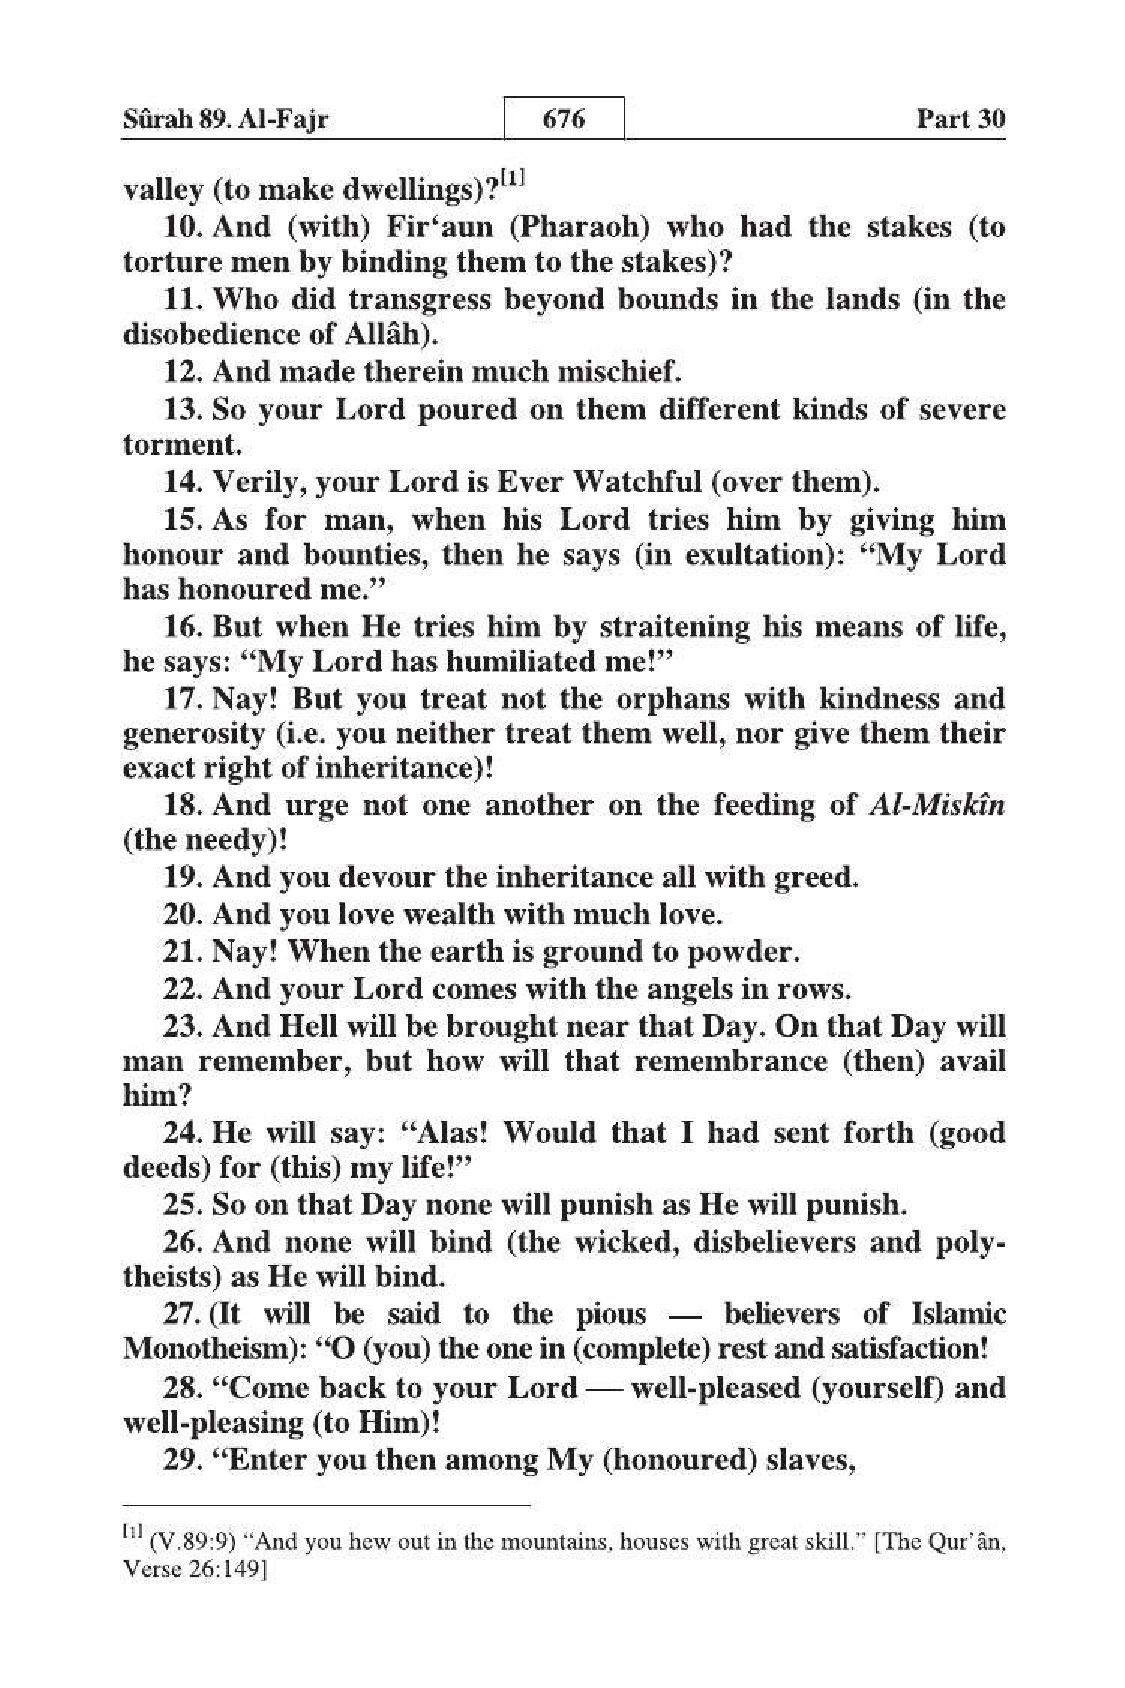 Sûrah 89. Al-Fajr 676 Part 30
valley (to make dwellings)?[1]
10. And (with) Fir‘aun (Pharaoh) who had the stakes (to
torture men by binding them to the stakes)?
11. Who did transgress beyond bounds in the lands (in the
disobedience of Allâh).
12. And made therein much mischief.
13. So your Lord poured on them different kinds of severe
torment.
14. Verily, your Lord is Ever Watchful (over them).
15. As for man, when his Lord tries him by giving him
honour and bounties, then he says (in exultation): “My Lord
has honoured me.”
16. But when He tries him by straitening his means of life,
he says: “My Lord has humiliated me!”
17. Nay! But you treat not the orphans with kindness and
generosity (i.e. you neither treat them well, nor give them their
exact right of inheritance)!
18. And urge not one another on the feeding of Al-Miskîn
(the needy)!
19. And you devour the inheritance all with greed.
20. And you love wealth with much love.
21. Nay! When the earth is ground to powder.
22. And your Lord comes with the angels in rows.
23. And Hell will be brought near that Day. On that Day will
man remember, but how will that remembrance (then) avail
him?
24. He will say: “Alas! Would that I had sent forth (good
deeds) for (this) my life!”
25. So on that Day none will punish as He will punish.
26. And none will bind (the wicked, disbelievers and poly-
theists) as He will bind.
27. (It will be said to the pious — believers of Islamic
Monotheism): “O (you) the one in (complete) rest and satisfaction!
28. “Come back to your Lord — well-pleased (yourself) and
well-pleasing (to Him)!
29. “Enter you then among My (honoured) slaves,
[1] (V.89:9) “And you hew out in the mountains, houses with great skill.” [The Qur’ân,
Verse 26:149]